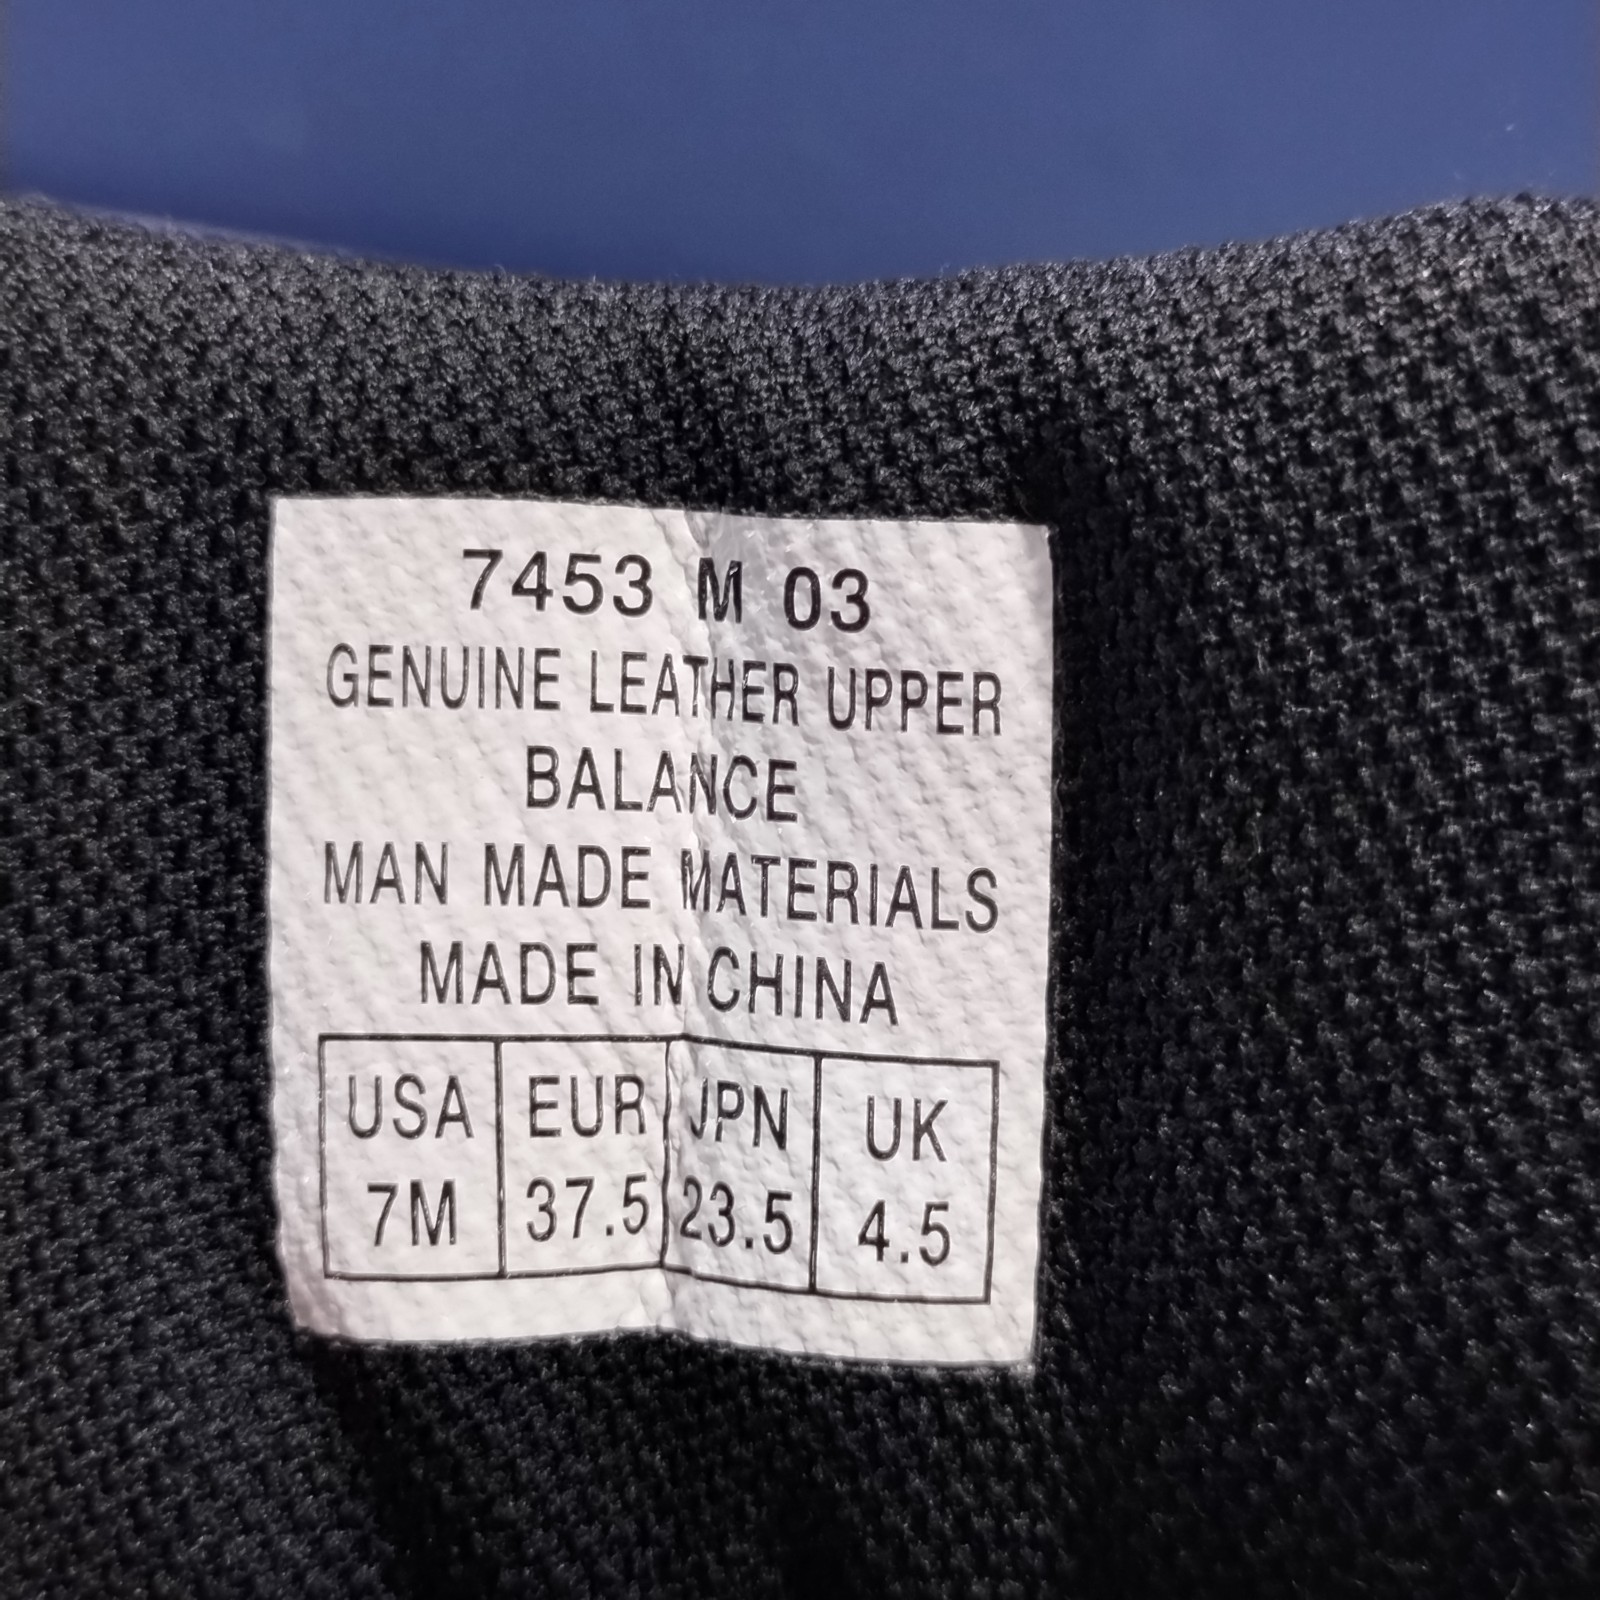 7453 M 03
GENUINE LEATHER UPPER
BALANCE
MAN MADE MATERIALS
MADE IN CHINA
USA EUR JPN UK
7M 37.5 23.5 4.5